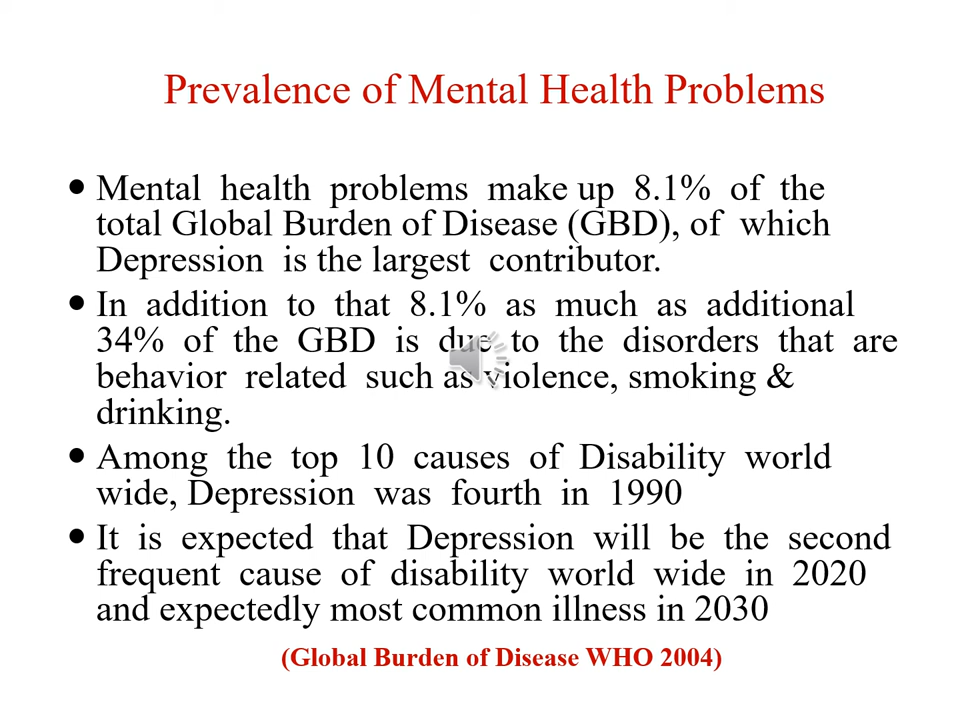 Prevalence of Mental Health Problems
• Mental health problems make up 8.1% of the
total Global Burden of Disease (GBD), of which
Depression is the largest contributor.
• In addition to that 8.1% as much as additional
34% of the GBD is due to the disorders that are
behavior related such as violence, smoking &
drinking.
• Among the top 10 causes of Disability world
wide, Depression was fourth in 1990
• It is expected that Depression will be the second
frequent cause of disability world wide in 2020
and expectedly most common illness in 2030
(Global Burden of Disease WHO 2004)